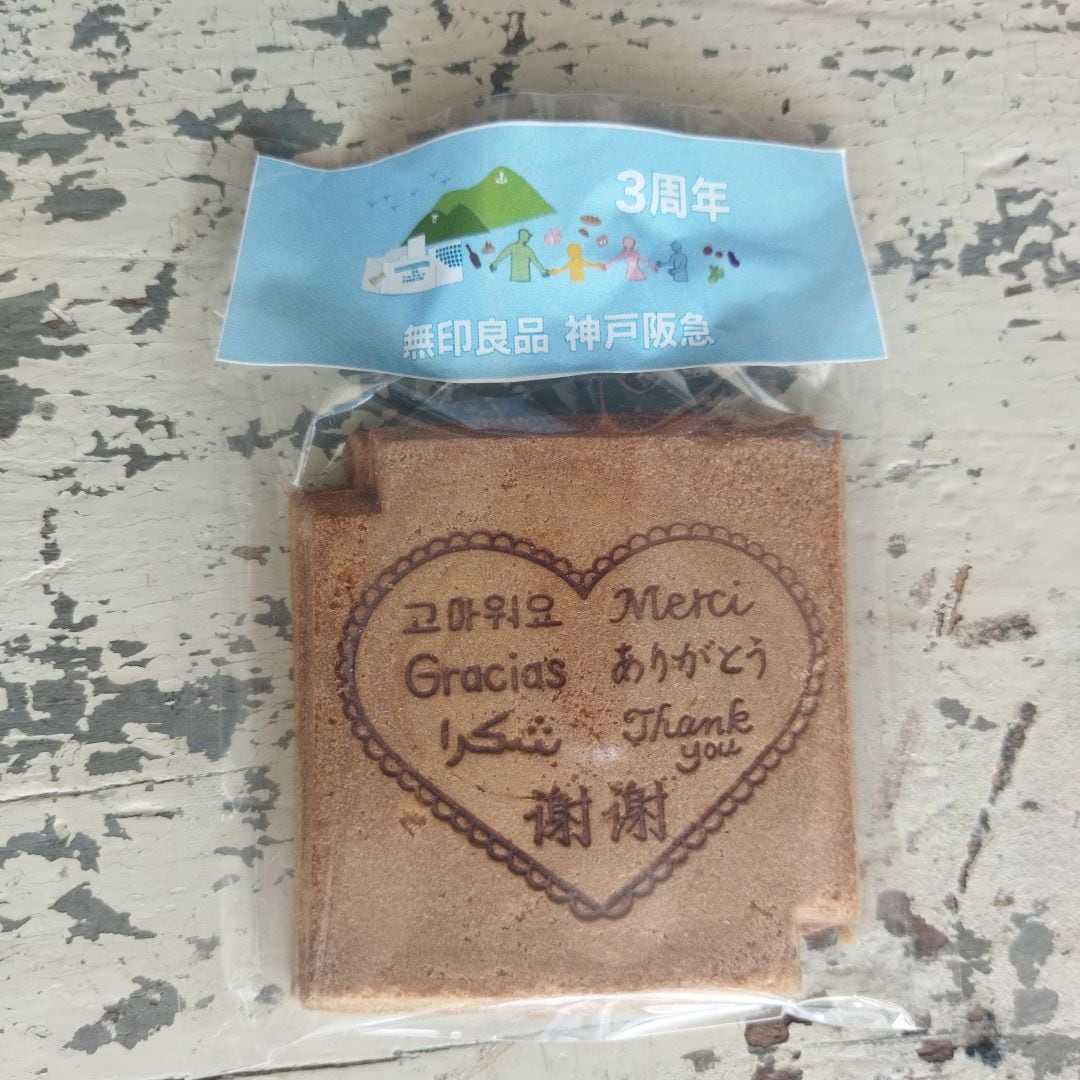 3周年
無印良品 神戸阪急
고마워요
Merci
Gracias
ありがとう
شكرا
Thank
you
谢谢